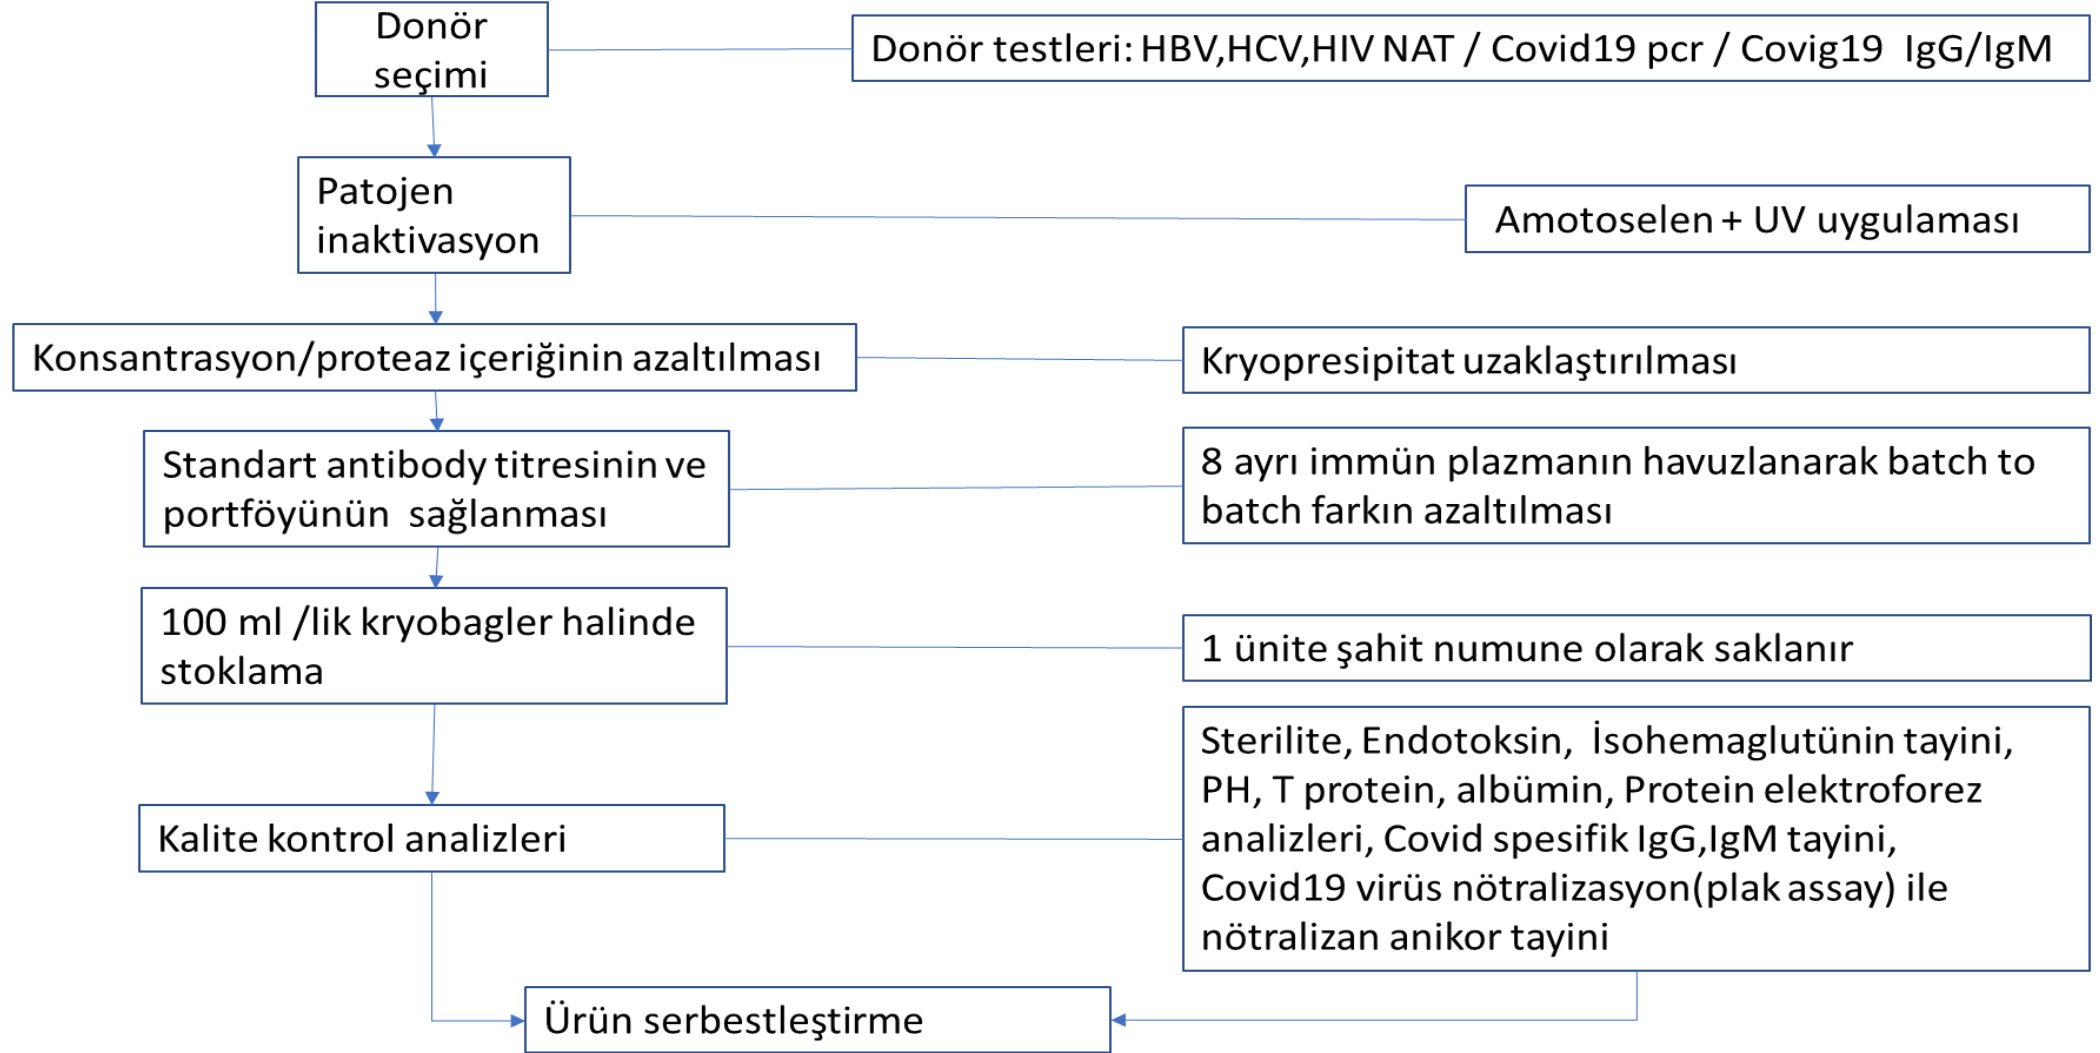 Donör
seçimi
Donör testleri: HBV,HCV,HIV NAT / Covid19 pcr / Covig19 IgG/IgM
Patojen
inaktivasyon
Amotoselen + UV uygulaması
Konsantrasyon/proteaz içeriğinin azaltılması
Kryopresipitat uzaklaştırılması
Standart antibody titresinin ve
portföyünün sağlanması
8 ayrı immün plazmanın havuzlanarak batch to
batch farkın azaltılması
100 ml /lik kryobagler halinde
stoklama
1 ünite şahit numune olarak saklanır
Kalite kontrol analizleri
Sterilite, Endotoksin, İsohemaglutünin tayini,
PH, T protein, albümin, Protein elektroforez
analizleri, Covid spesifik IgG,IgM tayini,
Covid19 virüs nötralizasyon(plak assay) ile
nötralizan anikor tayini
Ürün serbestleştirme